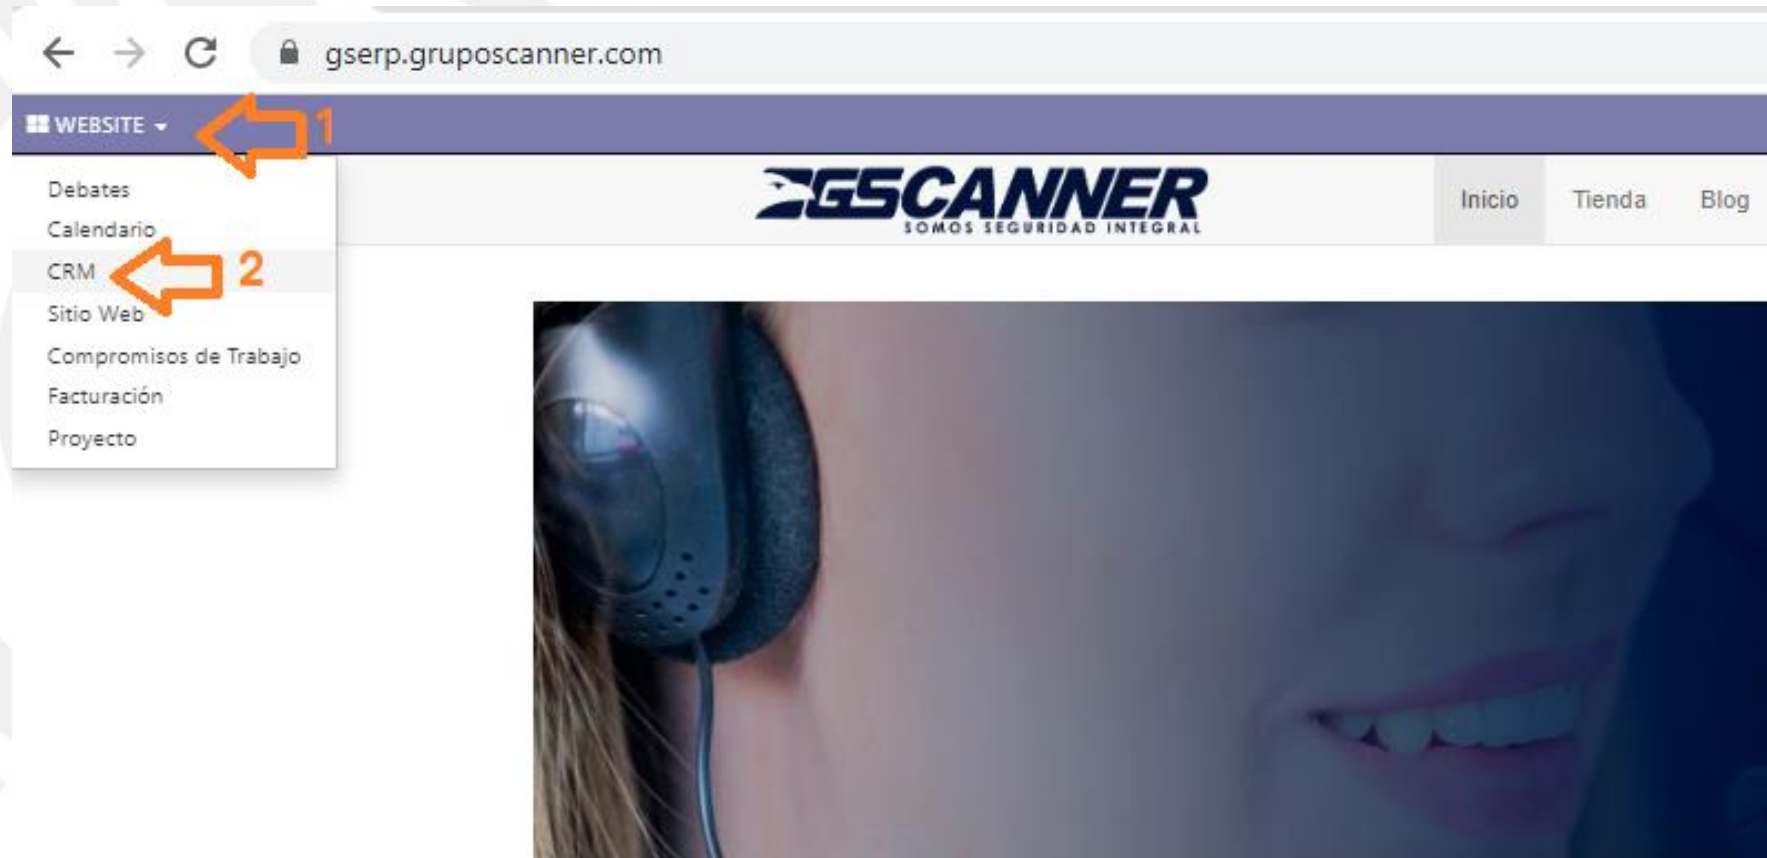 gserp.gruposcanner.com
WEBSITE
1
GSCANNER
SOMOS SEGURIDAD INTEGRAL
Inicio Tienda Blog
Debates
Calendario
CRM
2
Sitio Web
Compromisos de Trabajo
Facturación
Proyecto